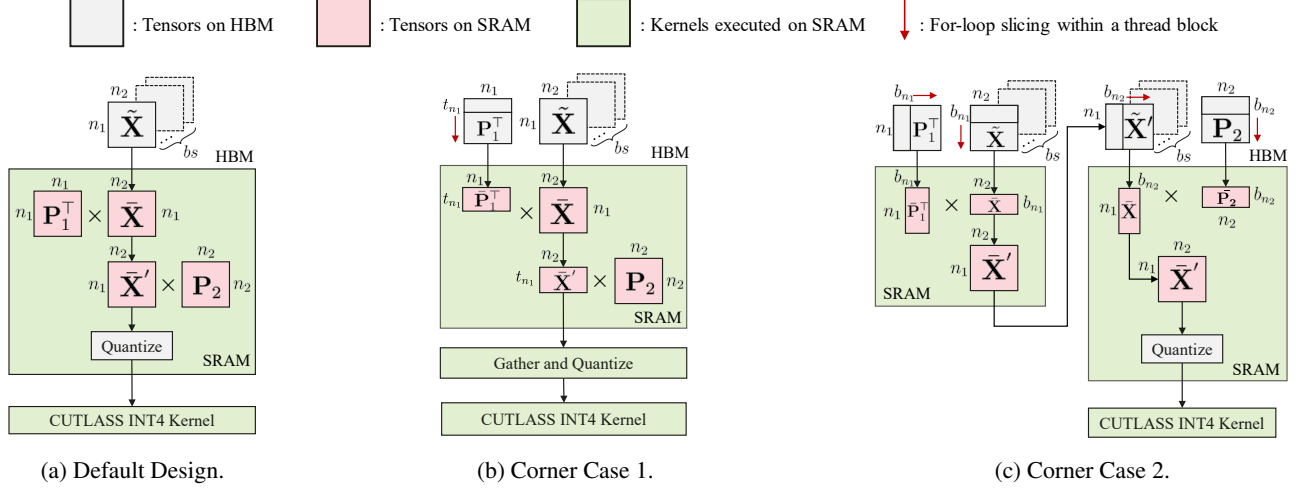 : Tensors on HBM : Tensors on SRAM : Kernels executed on SRAM : For-loop slicing within a thread block
n₂
n₁ X̃
bs
HBM
n₁ n₂
n₁ P₁⊤ × X̄ n₁
n₂ n₂
n₁ X̄′ × P₂ n₂
Quantize
SRAM
CUTLASS INT4 Kernel
(a) Default Design.
n₁ n₂
tₙ₁ P₁⊤ n₁ X̃
bs
HBM
n₁ n₂
tₙ₁ P̄₁⊤ × X̄ n₁
n₂ n₂
tₙ₁ X̄′ × P₂ n₂
SRAM
Gather and Quantize
CUTLASS INT4 Kernel
(b) Corner Case 1.
bₙ₁ n₂
n₁ P₁⊤ bₙ₁ X̃
bs
HBM
bₙ₁ n₂
n₁ P̄₁⊤ × X̄ bₙ₁
n₁ X̄′
SRAM
bₙ₂ n₂
n₁ X̃′ P₂ bₙ₂
bs
HBM
bₙ₂
n₁ X̄ × P̄₂ bₙ₂
n₂
n₂
n₁ X̄′
Quantize
SRAM
CUTLASS INT4 Kernel
(c) Corner Case 2.